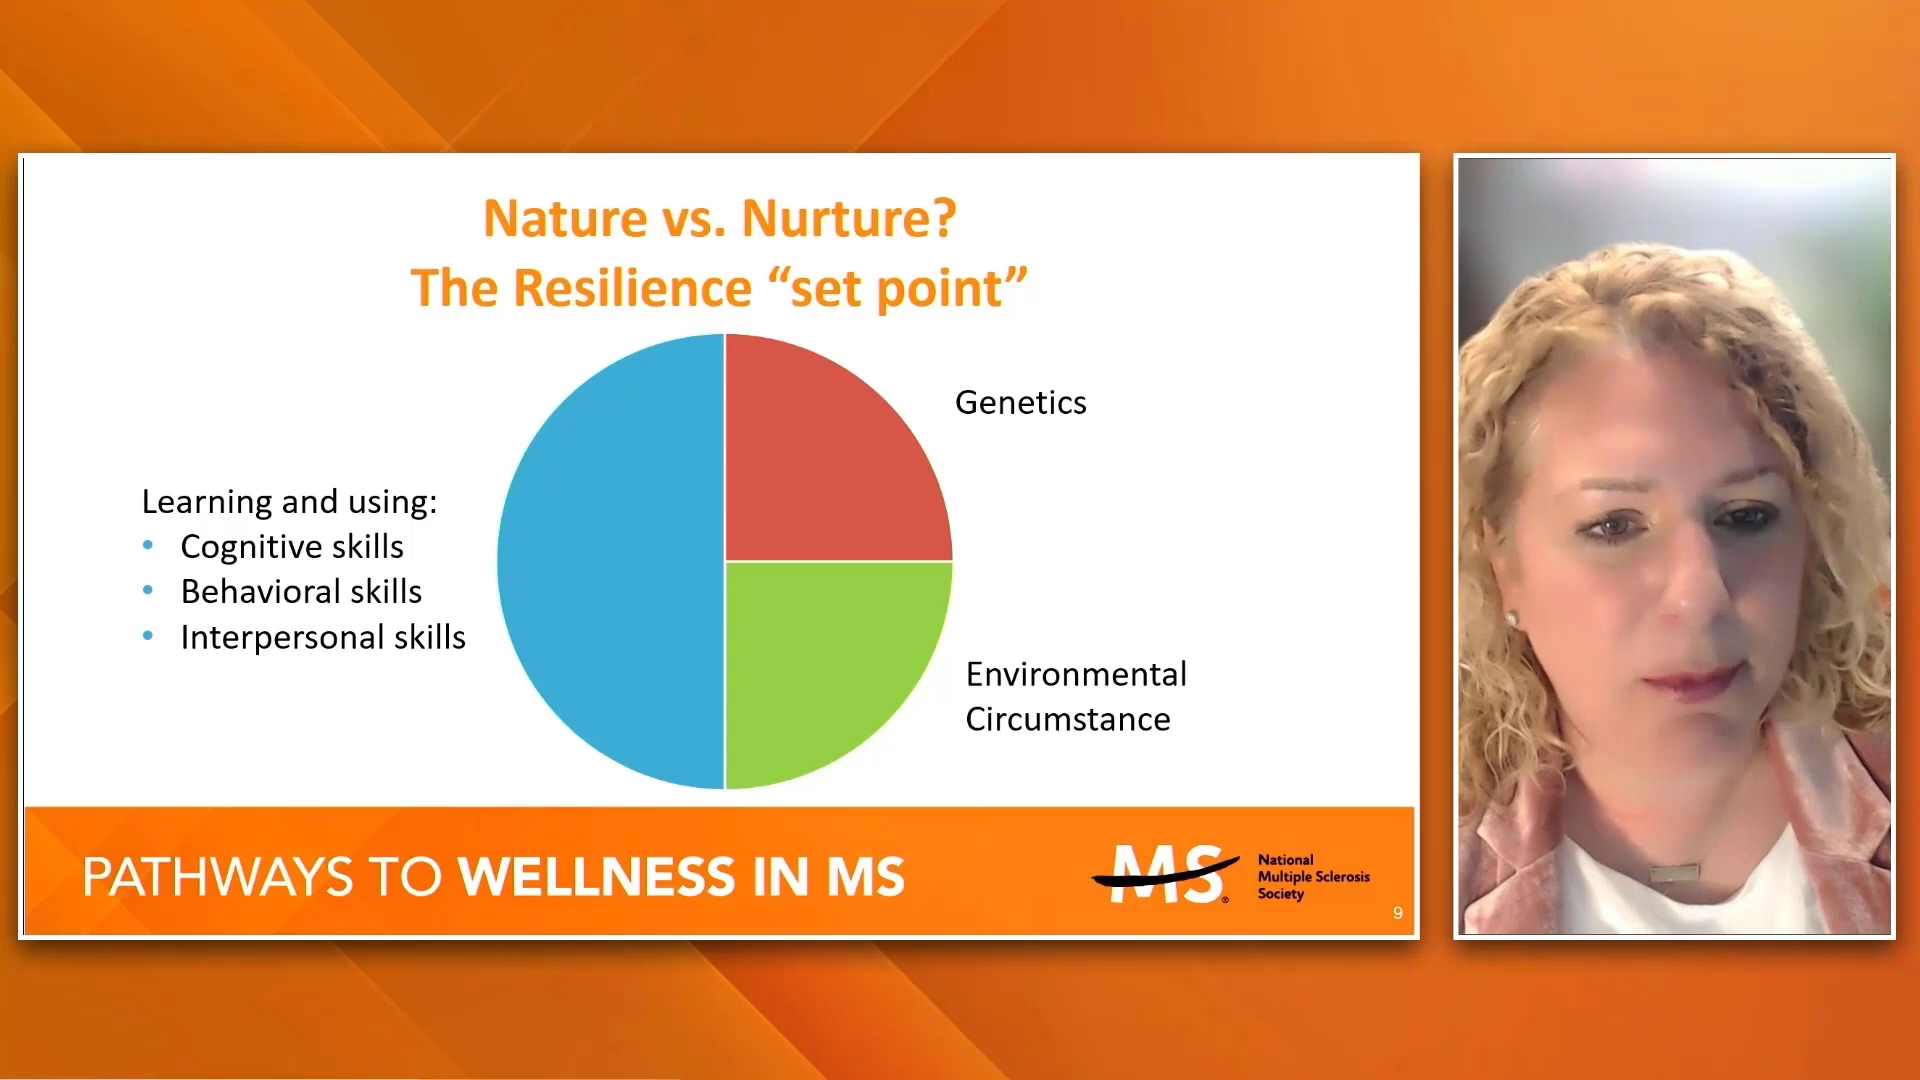 Nature vs. Nurture?
The Resilience “set point”
Genetics
Learning and using:
• Cognitive skills
• Behavioral skills
• Interpersonal skills
Environmental
Circumstance
PATHWAYS TO WELLNESS IN MS
MS®
National
Multiple Sclerosis
Society
9